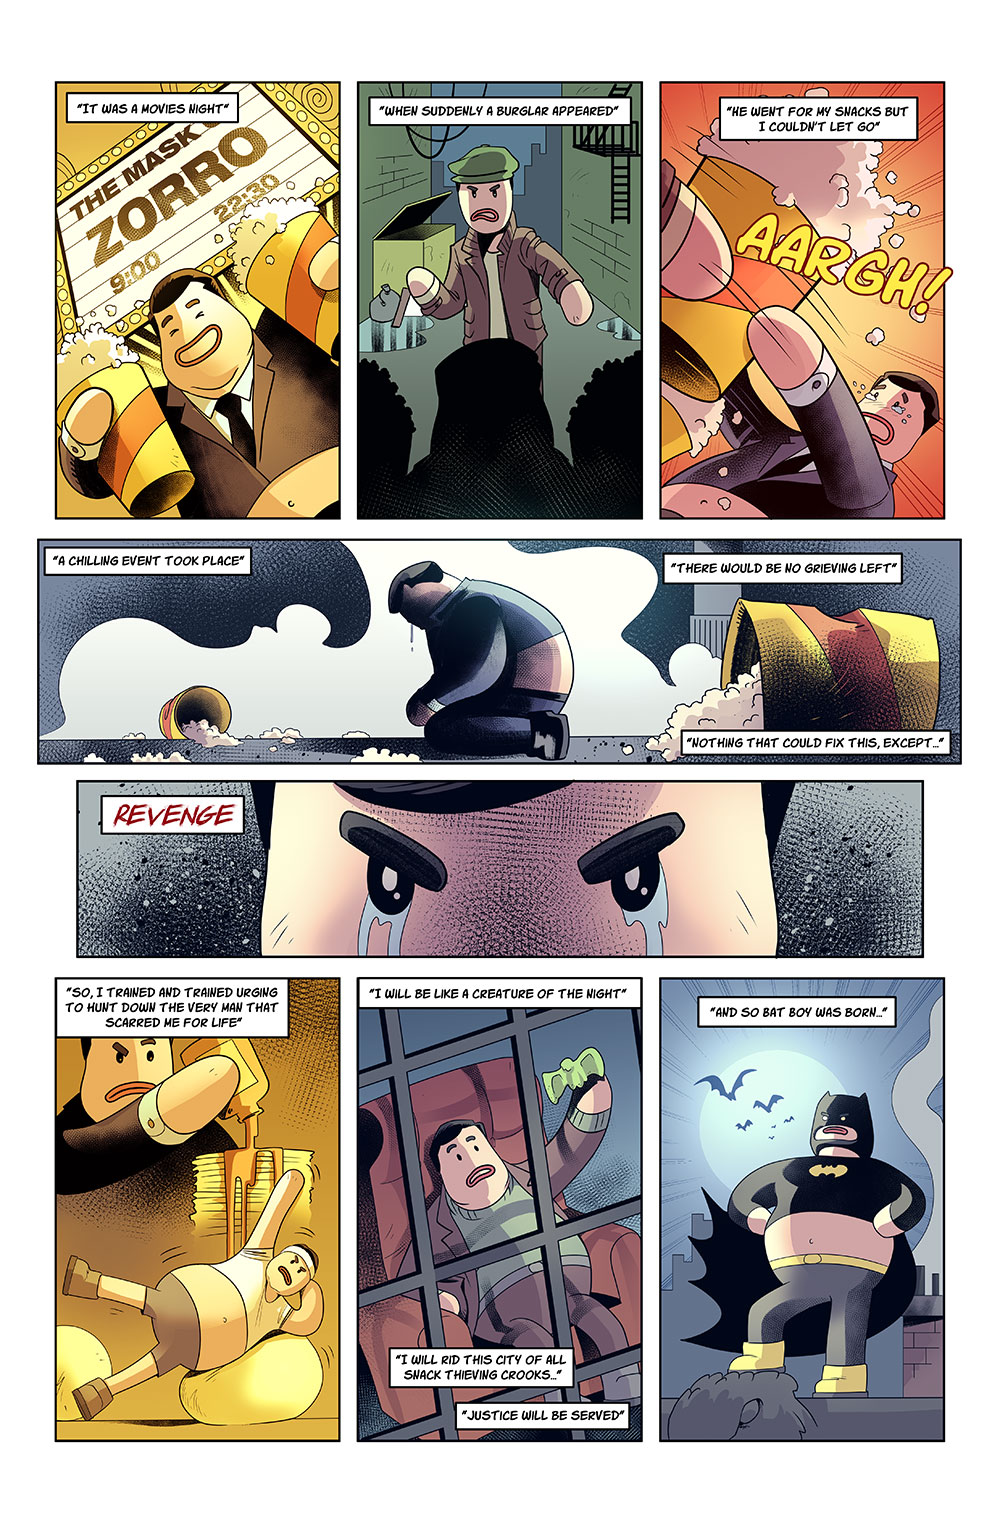 "IT WAS A MOVIES NIGHT"
THE MASK O
ZORRO
9:00 22:30
"WHEN SUDDENLY A BURGLAR APPEARED"
"HE WENT FOR MY SNACKS BUT
I COULDN'T LET GO"
AARGH!
"A CHILLING EVENT TOOK PLACE"
"THERE WOULD BE NO GRIEVING LEFT"
"NOTHING THAT COULD FIX THIS, EXCEPT..."
REVENGE
"SO, I TRAINED AND TRAINED URGING
TO HUNT DOWN THE VERY MAN THAT
SCARRED ME FOR LIFE"
"I WILL BE LIKE A CREATURE OF THE NIGHT"
"I WILL RID THIS CITY OF ALL
SNACK THIEVING CROOKS..."
"JUSTICE WILL BE SERVED"
"AND SO BAT BOY WAS BORN..."